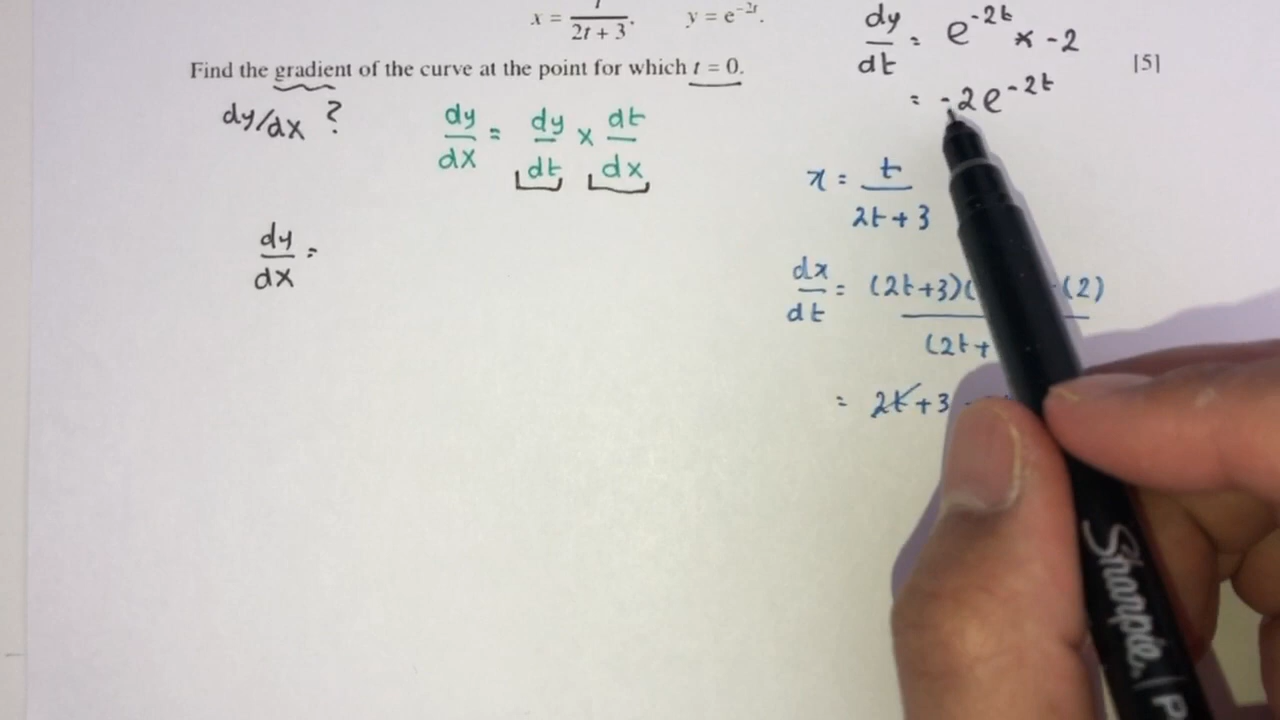 x = t / 2t + 3, y = e^{-2t}.
Find the gradient of the curve at the point for which t = 0. [5]
dy/dx ?
dy/dx = dy/dt × dt/dx
dy/dx =
dy/dt = e^{-2t} × -2
= -2e^{-2t}
x = t / 2t+3
dx/dt = (2t+3)( (2) / (2t+
= 2t+3
Sharpie